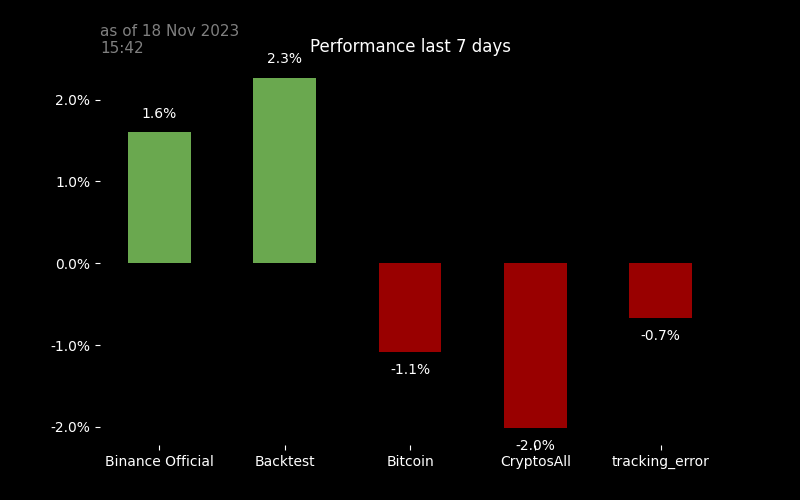 as of 18 Nov 2023
15:42
Performance last 7 days
2.3%
2.0%
1.6%
1.0%
0.0%
-0.7%
-1.0%
-1.1%
-2.0%
-2.0%
Binance Official
Backtest
Bitcoin
CryptosAll
tracking_error